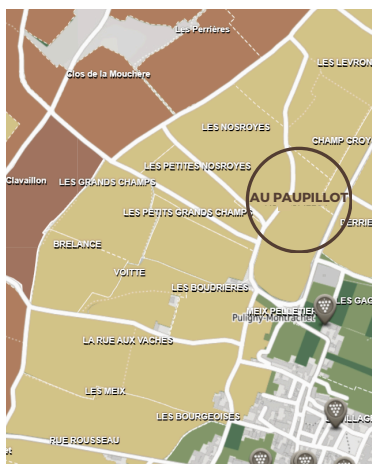 Les Perrières
LES LEVRON
Clos de la Mouchère
LES NOSROYES
CHAMP CROY
LES PETITES NOSROYES
Clavaillon
LES GRANDS CHAMPS
AU PAUPILLOT
LES PETITS GRANDS CHAMPS
DERRIE
BRELANCE
VOITTE
LES BOUDRIERES
LES GAG
MEIX PELLETIER
Puligny-Montrachet
LA RUE AUX VACHES
LES MEIX
LES BOURGEOISES
VILLAG
RUE ROUSSEAU